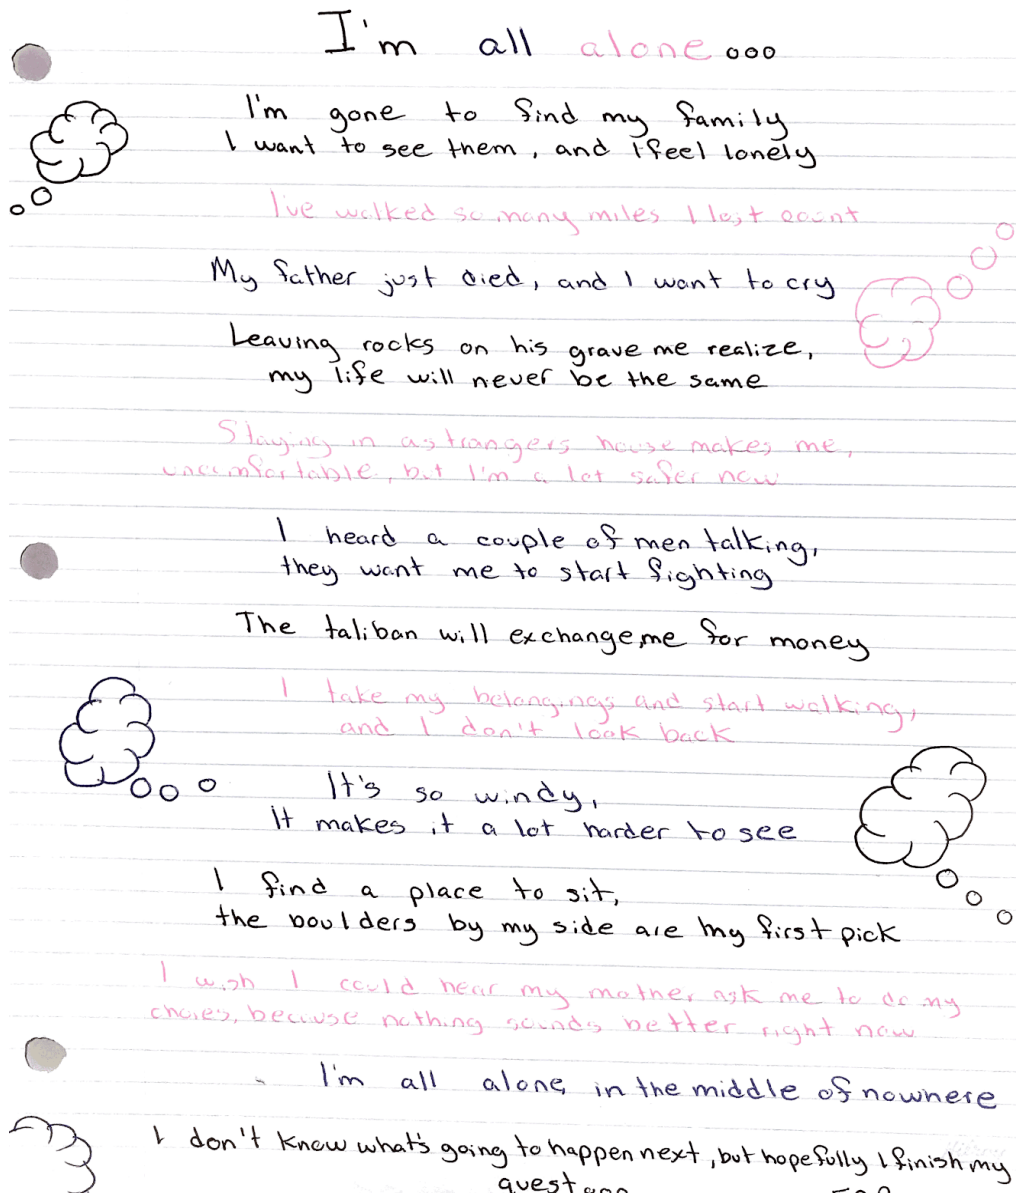 I'm all alone...
I'm gone to find my family
I want to see them, and I feel lonely
I've walked so many miles I lost count
My father just died, and I want to cry
Leaving rocks on his grave me realize,
my life will never be the same
Staying in a strangers house makes me,
uncomfortable, but I'm a lot safer now
I heard a couple of men talking,
they want me to start fighting
The taliban will exchange me for money
I take my belongings and start walking,
and I don't look back
It's so windy,
It makes it a lot harder to see
I find a place to sit,
the boulders by my side are my first pick
I wish I could hear my mother ask me to do my
chores, because nothing sounds better right now
I'm all alone, in the middle of nowhere
I don't know what's going to happen next, but hopefully I finish my
quest...